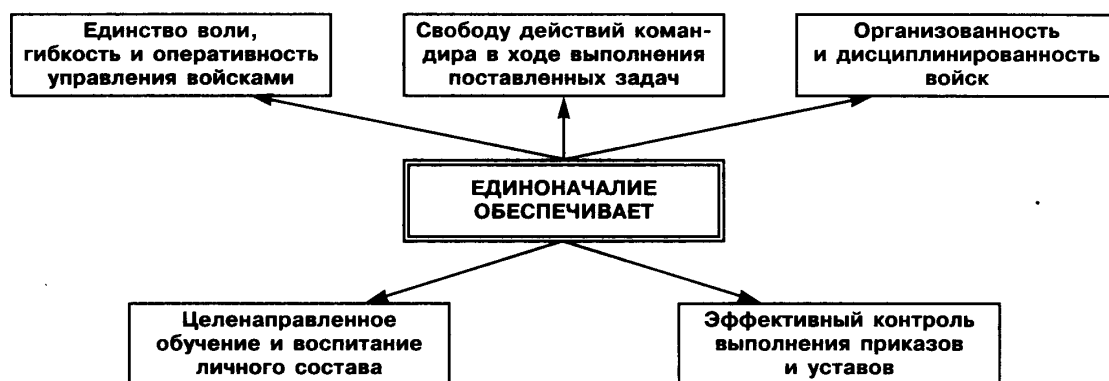 Единство воли,
гибкость и оперативность
управления войсками
Свободу действий коман-
дира в ходе выполнения
поставленных задач
Организованность
и дисциплинированность
войск
ЕДИНОНАЧАЛИЕ
ОБЕСПЕЧИВАЕТ
Целенаправленное
обучение и воспитание
личного состава
Эффективный контроль
выполнения приказов
и уставов